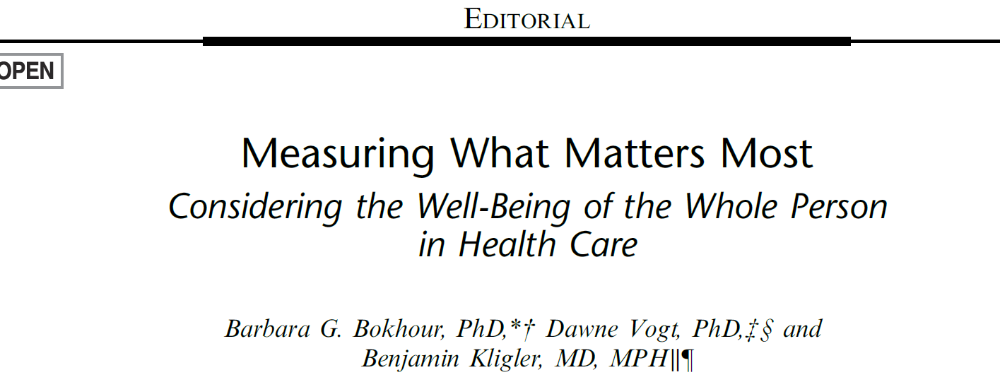 EDITORIAL
OPEN
Measuring What Matters Most
Considering the Well-Being of the Whole Person
in Health Care
Barbara G. Bokhour, PhD,*† Dawne Vogt, PhD,‡§ and
Benjamin Kligler, MD, MPH∥¶